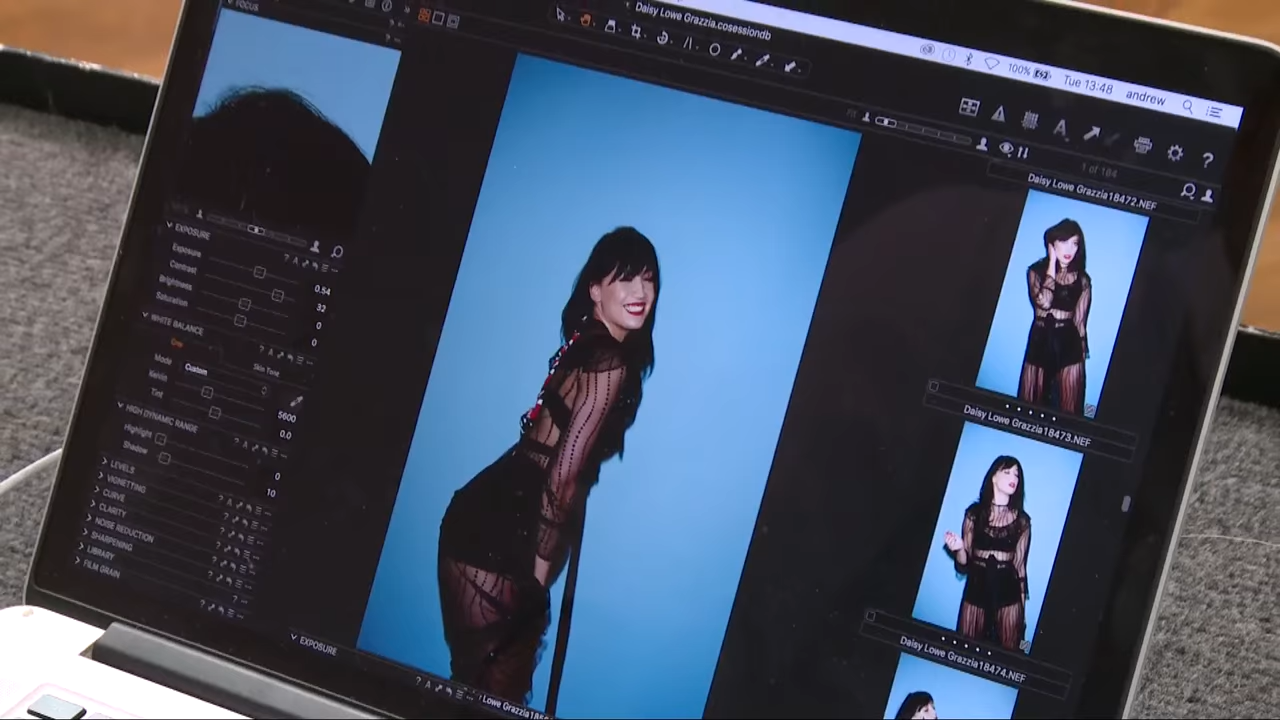 FOCUS
Daisy Lowe Grazzia.cosessiondb
100%
Tue 13:48
andrew
1 of 184
Daisy Lowe Grazzia18472.NEF
Daisy Lowe Grazzia18473.NEF
Daisy Lowe Grazzia18474.NEF
EXPOSURE
Exposure 0.54
Contrast 32
Brightness 0
Saturation 0
WHITE BALANCE
Skin Tone
Mode Custom
Kelvin 5600
Tint 0.0
HIGH DYNAMIC RANGE
Highlight 0
Shadow 10
LEVELS
VIGNETTING
CURVE
CLARITY
NOISE REDUCTION
SHARPENING
LIBRARY
FILM GRAIN
EXPOSURE
Lowe Grazzia